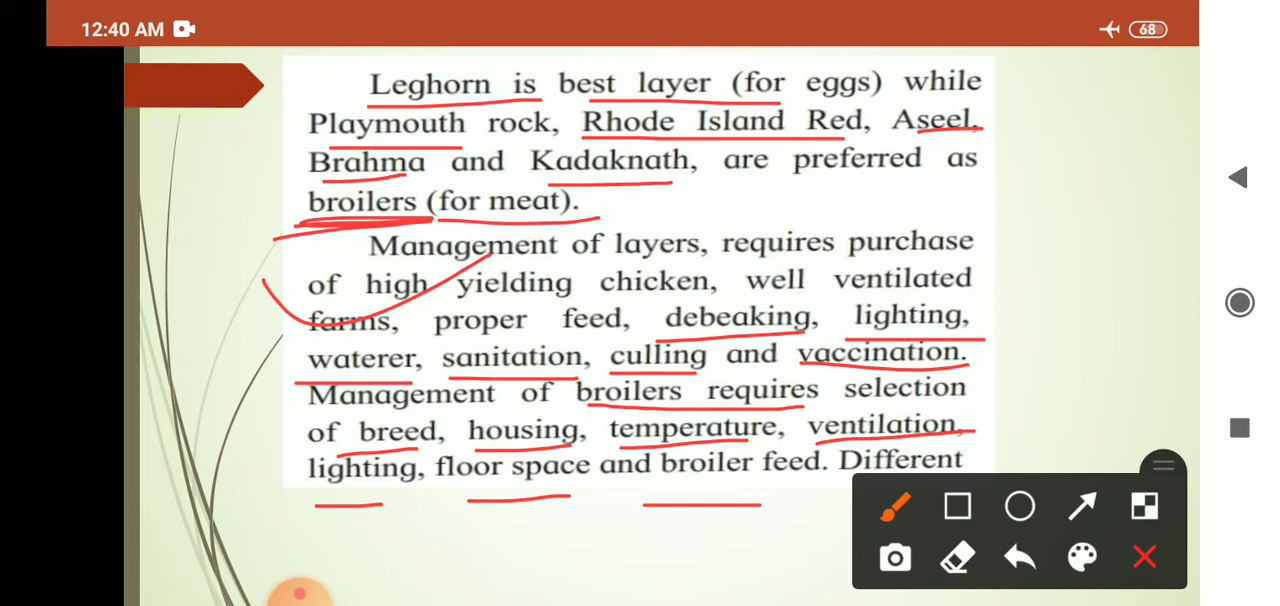 12:40 AM
68
Leghorn is best layer (for eggs) while
Playmouth rock, Rhode Island Red, Aseel,
Brahma and Kadaknath, are preferred as
broilers (for meat).
Management of layers, requires purchase
of high yielding chicken, well ventilated
farms, proper feed, debeaking, lighting,
waterer, sanitation, culling and vaccination.
Management of broilers requires selection
of breed, housing, temperature, ventilation,
lighting, floor space and broiler feed. Different